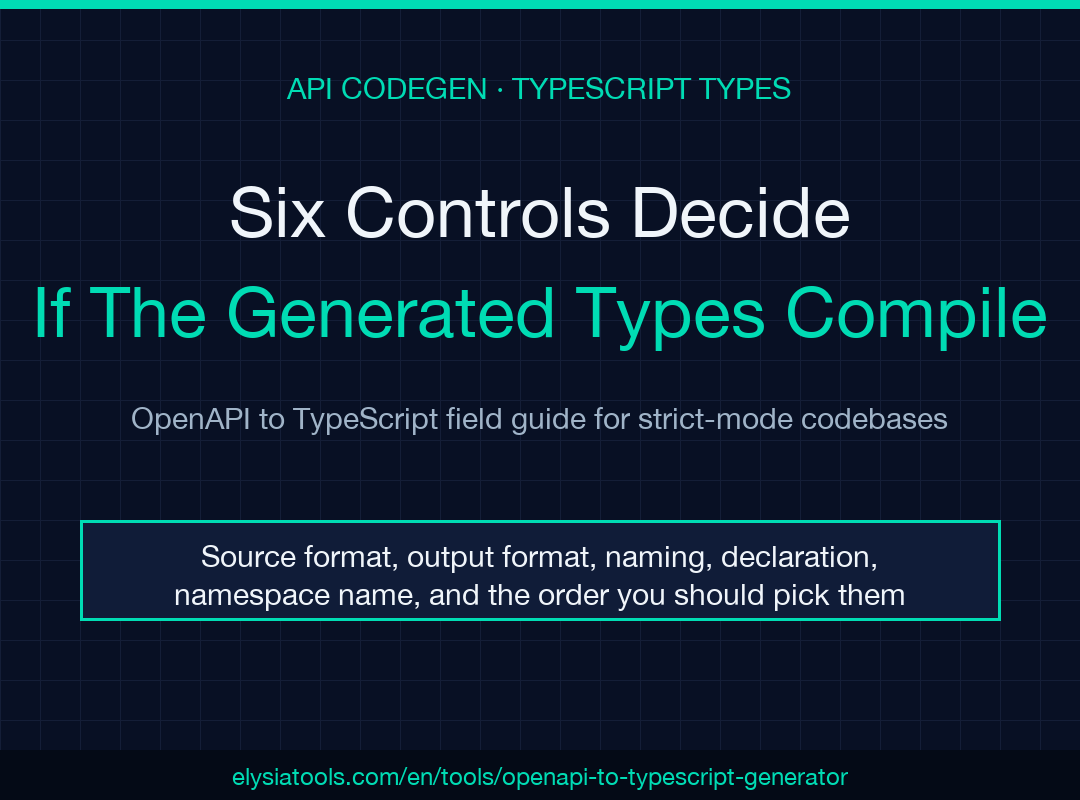 API CODEGEN · TYPESCRIPT TYPES
Six Controls Decide
If The Generated Types Compile
OpenAPI to TypeScript field guide for strict-mode codebases
Source format, output format, naming, declaration,
namespace name, and the order you should pick them
elysiatools.com/en/tools/openapi-to-typescript-generator